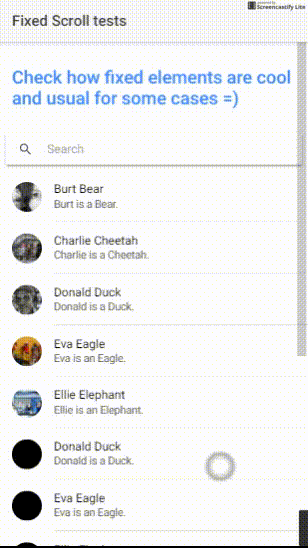 powered by
Screencastify Lite
Fixed Scroll tests
Check how fixed elements are cool
and usual for some cases =)
Search
Burt Bear
Burt is a Bear.
Charlie Cheetah
Charlie is a Cheetah.
Donald Duck
Donald is a Duck.
Eva Eagle
Eva is an Eagle.
Ellie Elephant
Ellie is an Elephant.
Donald Duck
Donald is a Duck.
Eva Eagle
Eva is an Eagle.